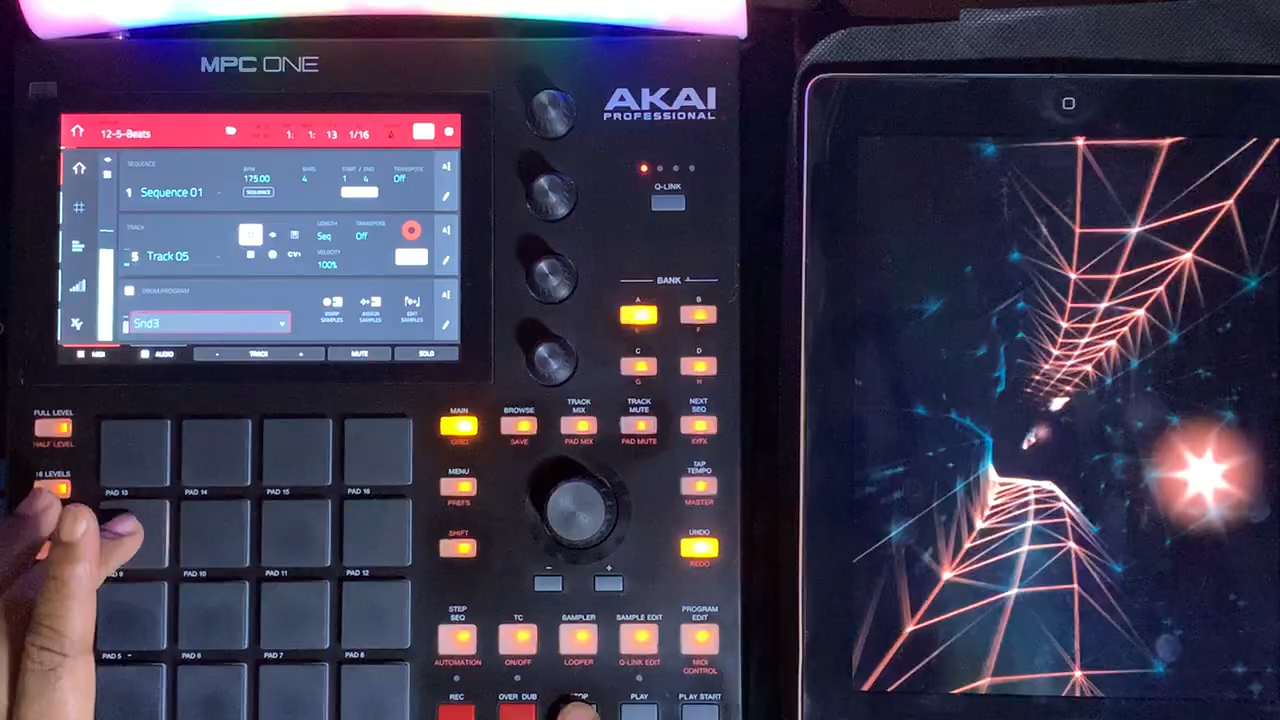 MPC ONE
AKAI
PROFESSIONAL
12-5-Beats
1: 1: 13 1/16
SEQUENCE
BPM
BARS
START / END
TRANSPOSE
1 Sequence 01
175.00
4
1 4
Off
SEQUENCE
TRACK
LENGTH
TRANSPOSE
Seq
Off
5 Track 05
CV
VELOCITY
100%
DRUM PROGRAM
Snd3
SAMPLES
ASSIGN SAMPLES
EDIT SAMPLES
MIDI
AUDIO
- TRACK +
MUTE
SOLO
Q-LINK
BANK
A
B
E
F
C
D
G
H
FULL LEVEL
HALF LEVEL
16 LEVELS
MAIN
GRID
BROWSE
SAVE
TRACK MIX
PAD MIX
TRACK MUTE
PAD MUTE
NEXT SEQ
XYFX
MENU
PREFS
TAP TEMPO
MASTER
SHIFT
UNDO
REDO
- +
PAD 13
PAD 14
PAD 15
PAD 16
PAD 9
PAD 10
PAD 11
PAD 12
PAD 5
PAD 6
PAD 7
PAD 8
STEP SEQ
AUTOMATION
TC
ON/OFF
SAMPLER
LOOPER
SAMPLE EDIT
Q-LINK EDIT
PROGRAM EDIT
MIDI CONTROL
REC
OVER DUB
PLAY
PLAY START